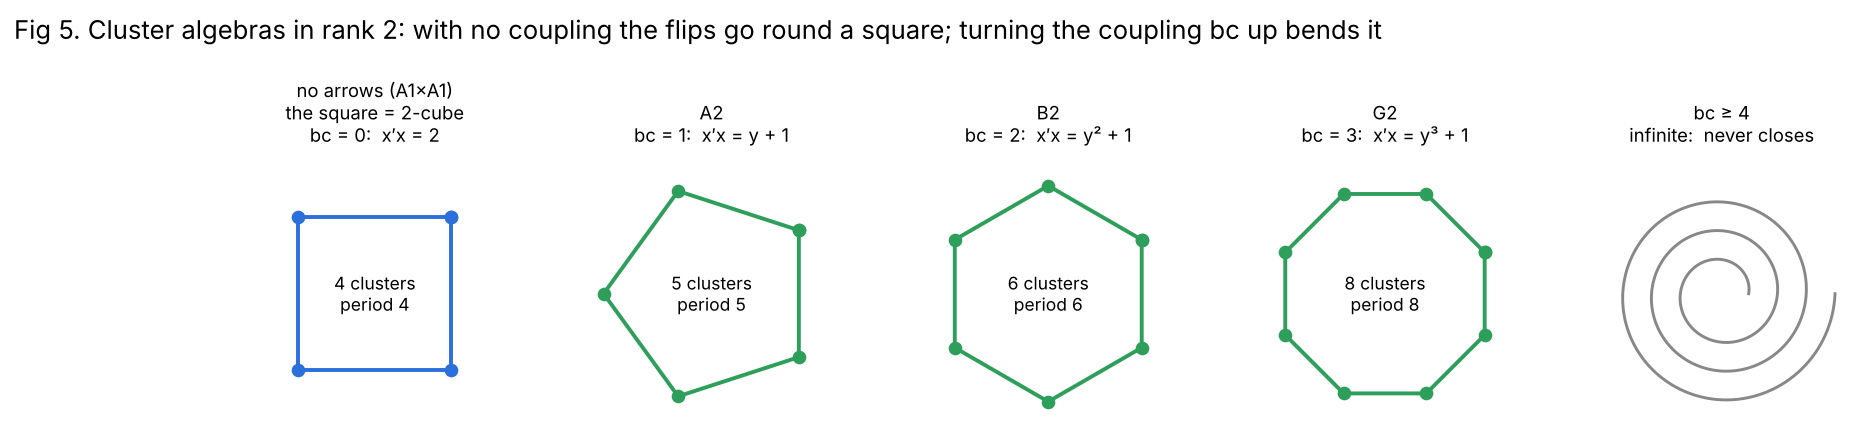 Fig 5. Cluster algebras in rank 2: with no coupling the flips go round a square; turning the coupling bc up bends it
no arrows (A1×A1)
the square = 2-cube
bc = 0:  x′x = 2
A2
bc = 1:  x′x = y + 1
B2
bc = 2:  x′x = y² + 1
G2
bc = 3:  x′x = y³ + 1
bc ≥ 4
infinite:  never closes
4 clusters
period 4
5 clusters
period 5
6 clusters
period 6
8 clusters
period 8